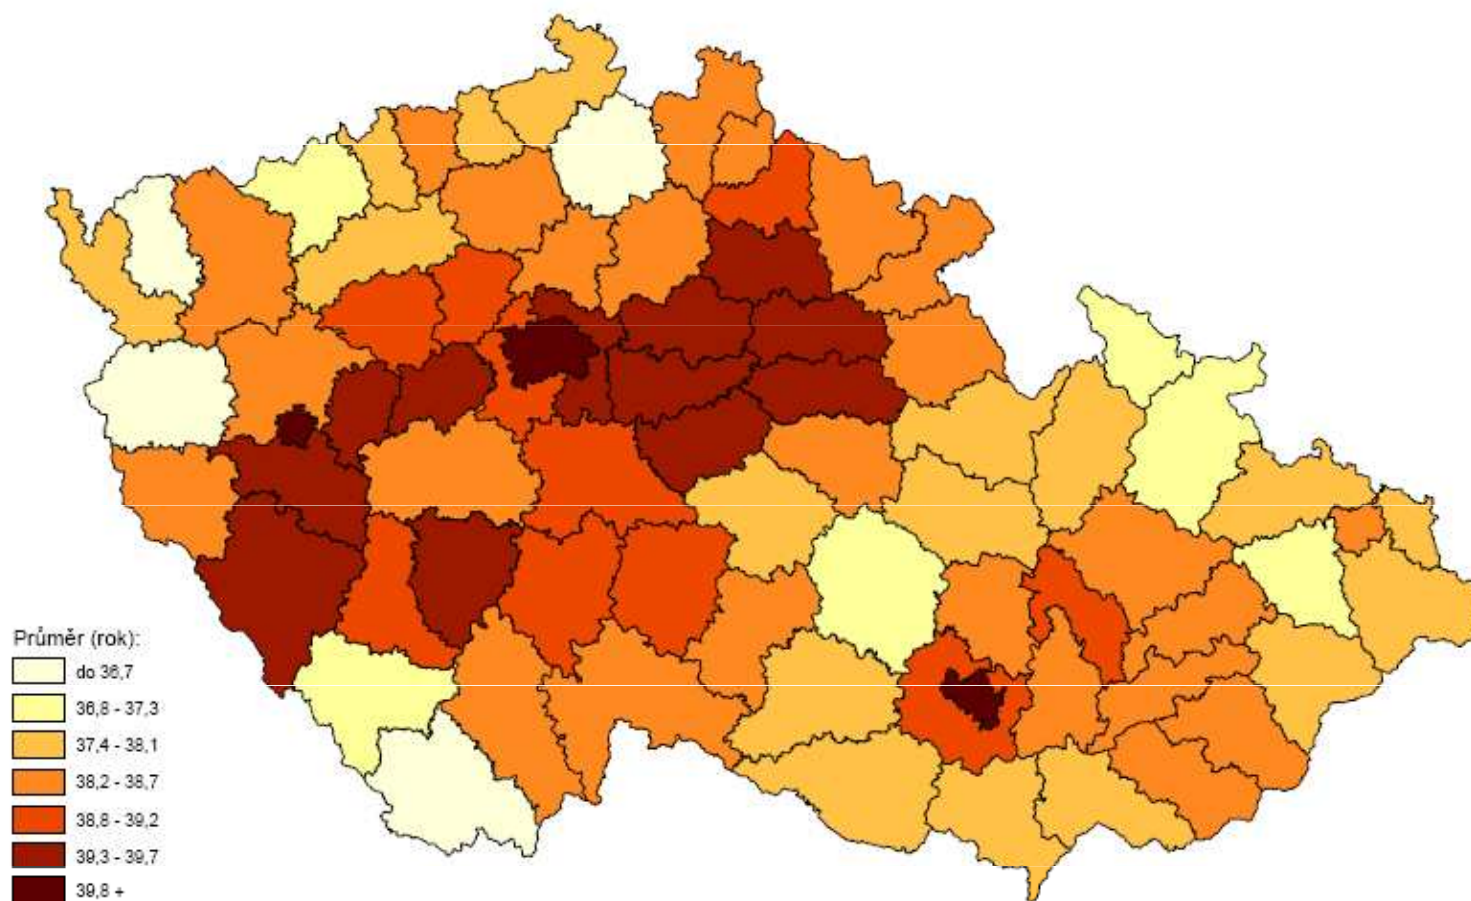 Průměr (rok):
do 36,7
36,8 - 37,3
37,4 - 38,1
38,2 - 38,7
38,8 - 39,2
39,3 - 39,7
39,8 +